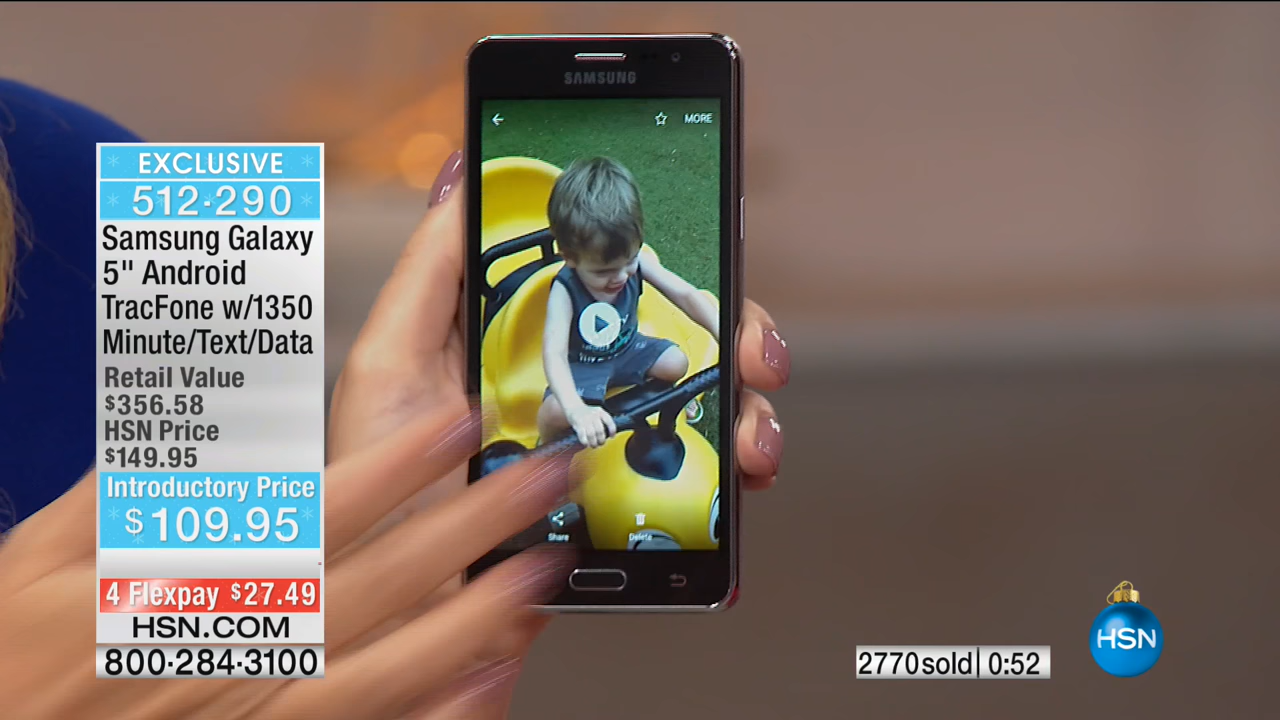 EXCLUSIVE
512-290
Samsung Galaxy
5" Android
TracFone w/1350
Minute/Text/Data
Retail Value
$356.58
HSN Price
$149.95
Introductory Price
$109.95
4 Flexpay $27.49
HSN.COM
800-284-3100
SAMSUNG
MORE
Share
Delete
2770 sold 0:52
HSN